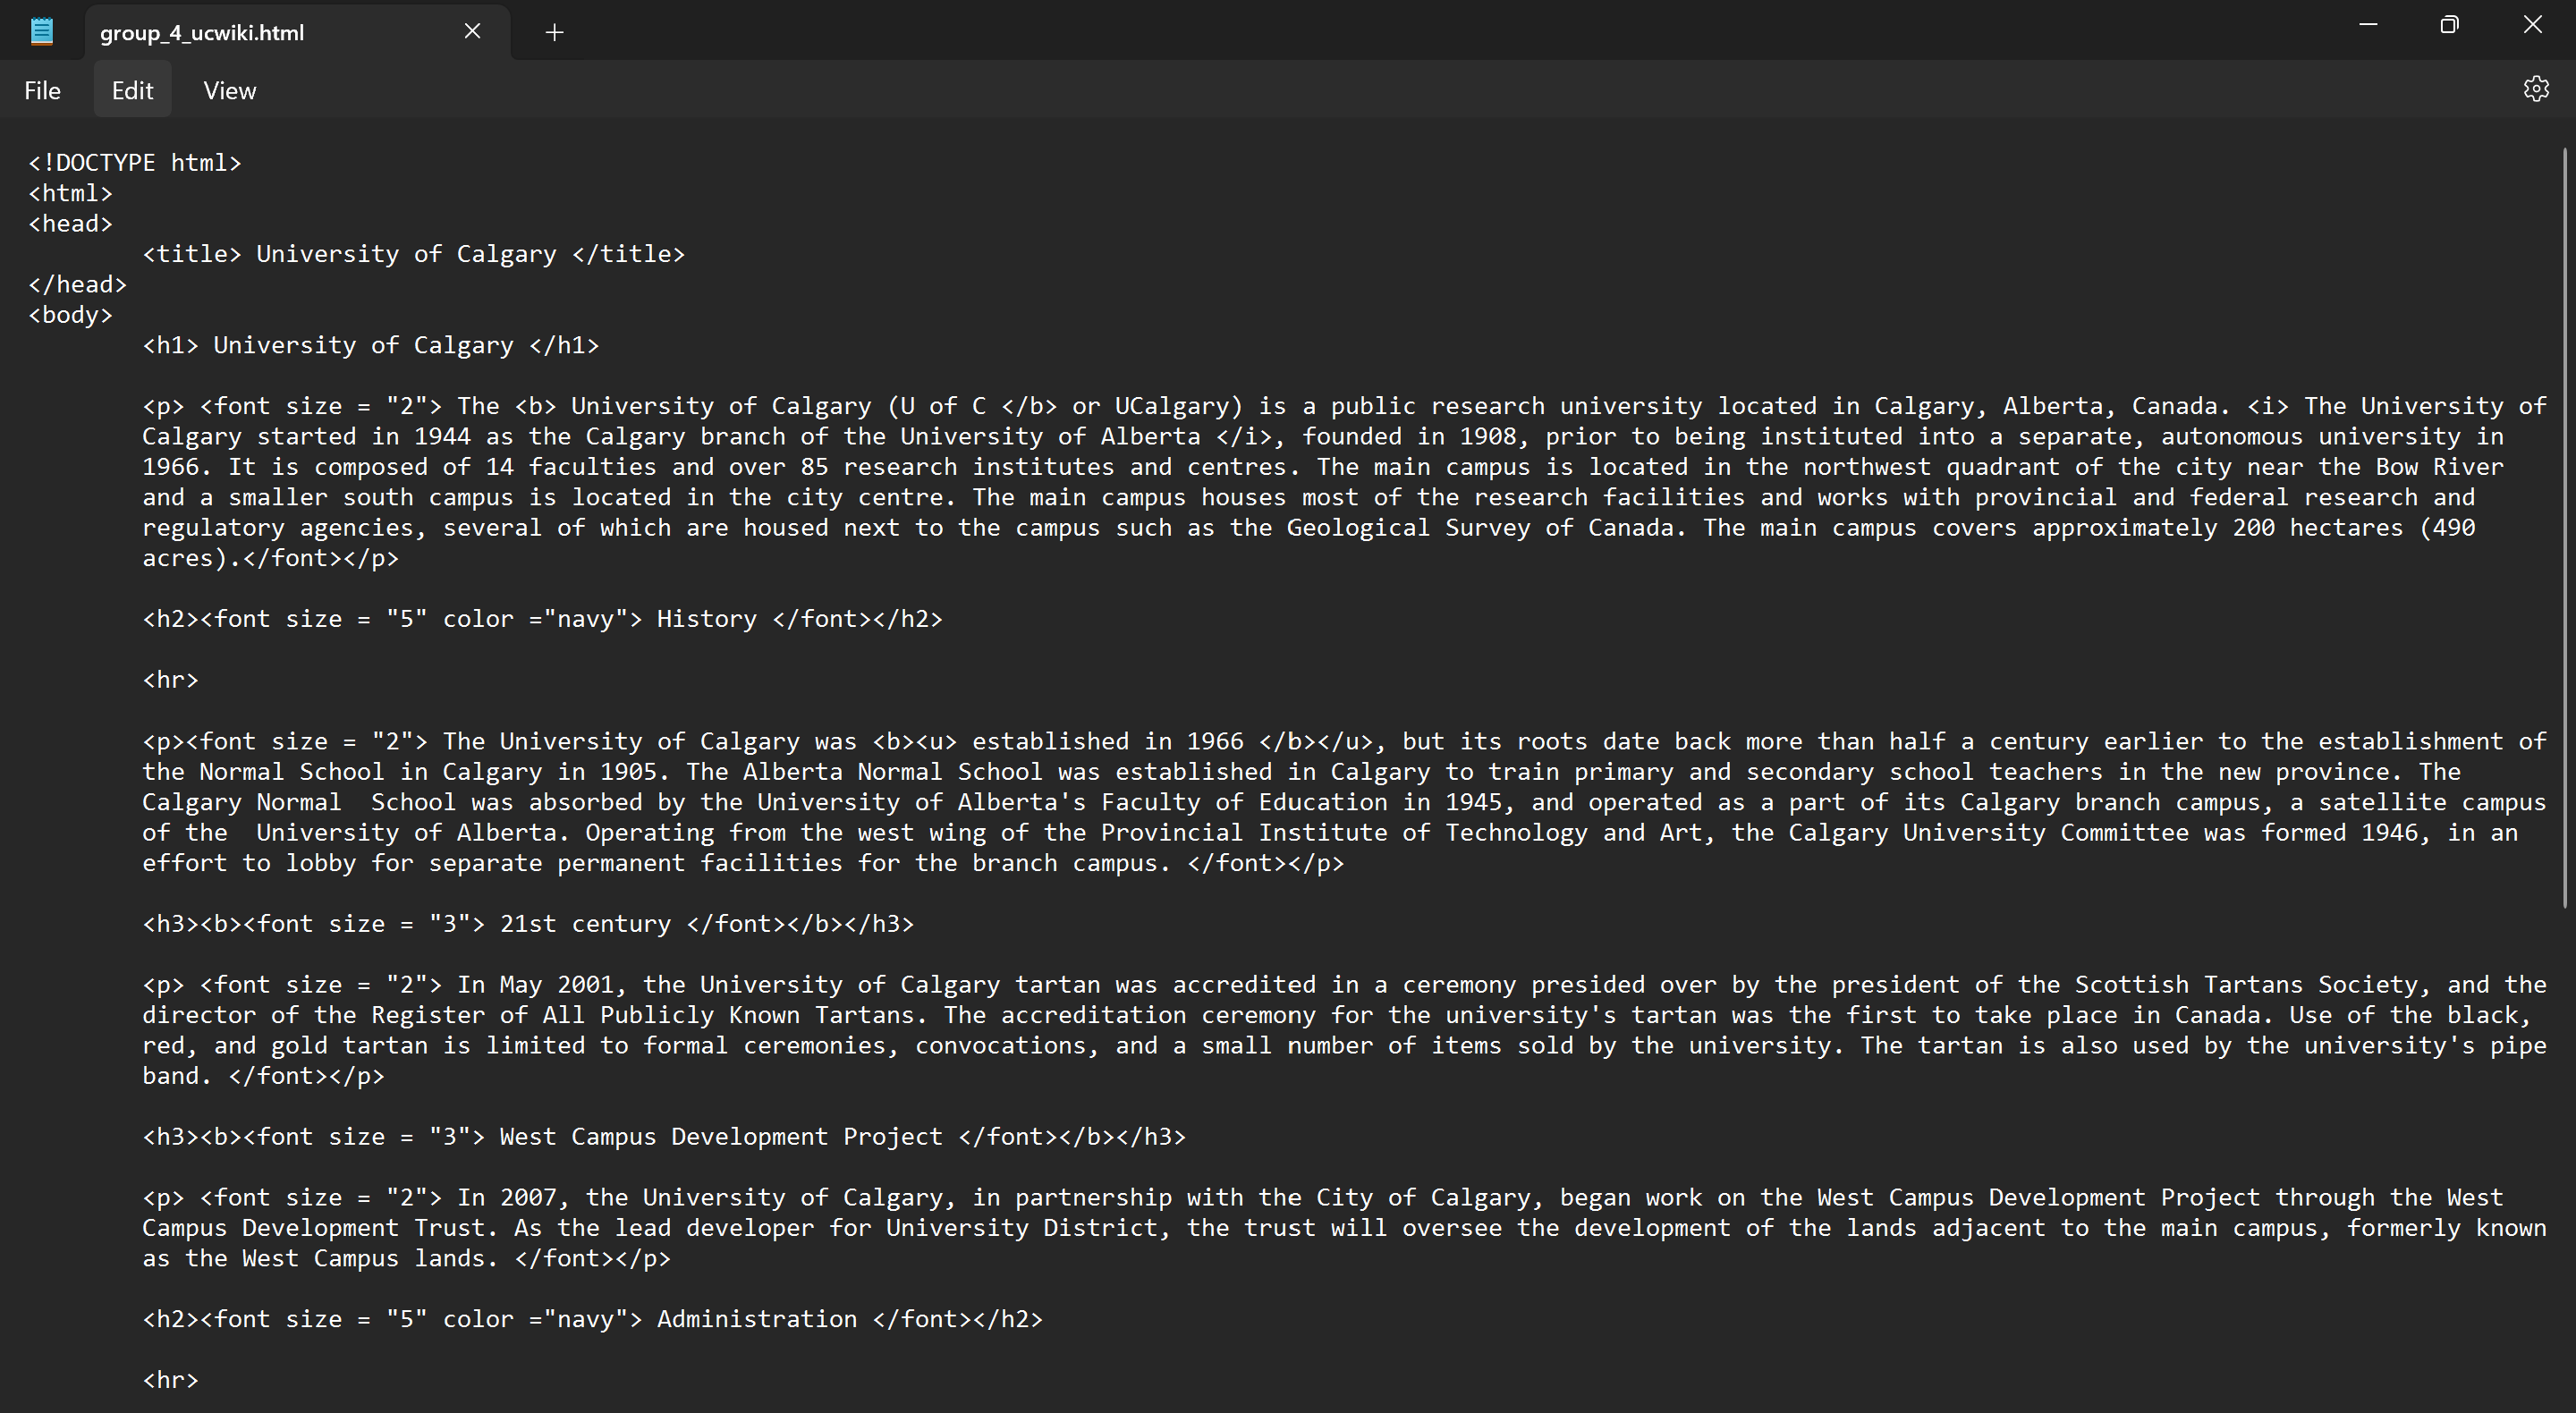 group_4_ucwiki.html
File Edit View
<!DOCTYPE html>
<html>
<head>
<title> University of Calgary </title>
</head>
<body>
<h1> University of Calgary </h1>
<p> <font size = "2"> The <b> University of Calgary (U of C </b> or UCalgary) is a public research university located in Calgary, Alberta, Canada. <i> The University of
Calgary started in 1944 as the Calgary branch of the University of Alberta </i>, founded in 1908, prior to being instituted into a separate, autonomous university in
1966. It is composed of 14 faculties and over 85 research institutes and centres. The main campus is located in the northwest quadrant of the city near the Bow River
and a smaller south campus is located in the city centre. The main campus houses most of the research facilities and works with provincial and federal research and
regulatory agencies, several of which are housed next to the campus such as the Geological Survey of Canada. The main campus covers approximately 200 hectares (490
acres).</font></p>
<h2><font size = "5" color ="navy"> History </font></h2>
<hr>
<p><font size = "2"> The University of Calgary was <b><u> established in 1966 </b></u>, but its roots date back more than half a century earlier to the establishment of
the Normal School in Calgary in 1905. The Alberta Normal School was established in Calgary to train primary and secondary school teachers in the new province. The
Calgary Normal  School was absorbed by the University of Alberta's Faculty of Education in 1945, and operated as a part of its Calgary branch campus, a satellite campus
of the  University of Alberta. Operating from the west wing of the Provincial Institute of Technology and Art, the Calgary University Committee was formed 1946, in an
effort to lobby for separate permanent facilities for the branch campus. </font></p>
<h3><b><font size = "3"> 21st century </font></b></h3>
<p> <font size = "2"> In May 2001, the University of Calgary tartan was accredited in a ceremony presided over by the president of the Scottish Tartans Society, and the
director of the Register of All Publicly Known Tartans. The accreditation ceremony for the university's tartan was the first to take place in Canada. Use of the black,
red, and gold tartan is limited to formal ceremonies, convocations, and a small number of items sold by the university. The tartan is also used by the university's pipe
band. </font></p>
<h3><b><font size = "3"> West Campus Development Project </font></b></h3>
<p> <font size = "2"> In 2007, the University of Calgary, in partnership with the City of Calgary, began work on the West Campus Development Project through the West
Campus Development Trust. As the lead developer for University District, the trust will oversee the development of the lands adjacent to the main campus, formerly known
as the West Campus lands. </font></p>
<h2><font size = "5" color ="navy"> Administration </font></h2>
<hr>